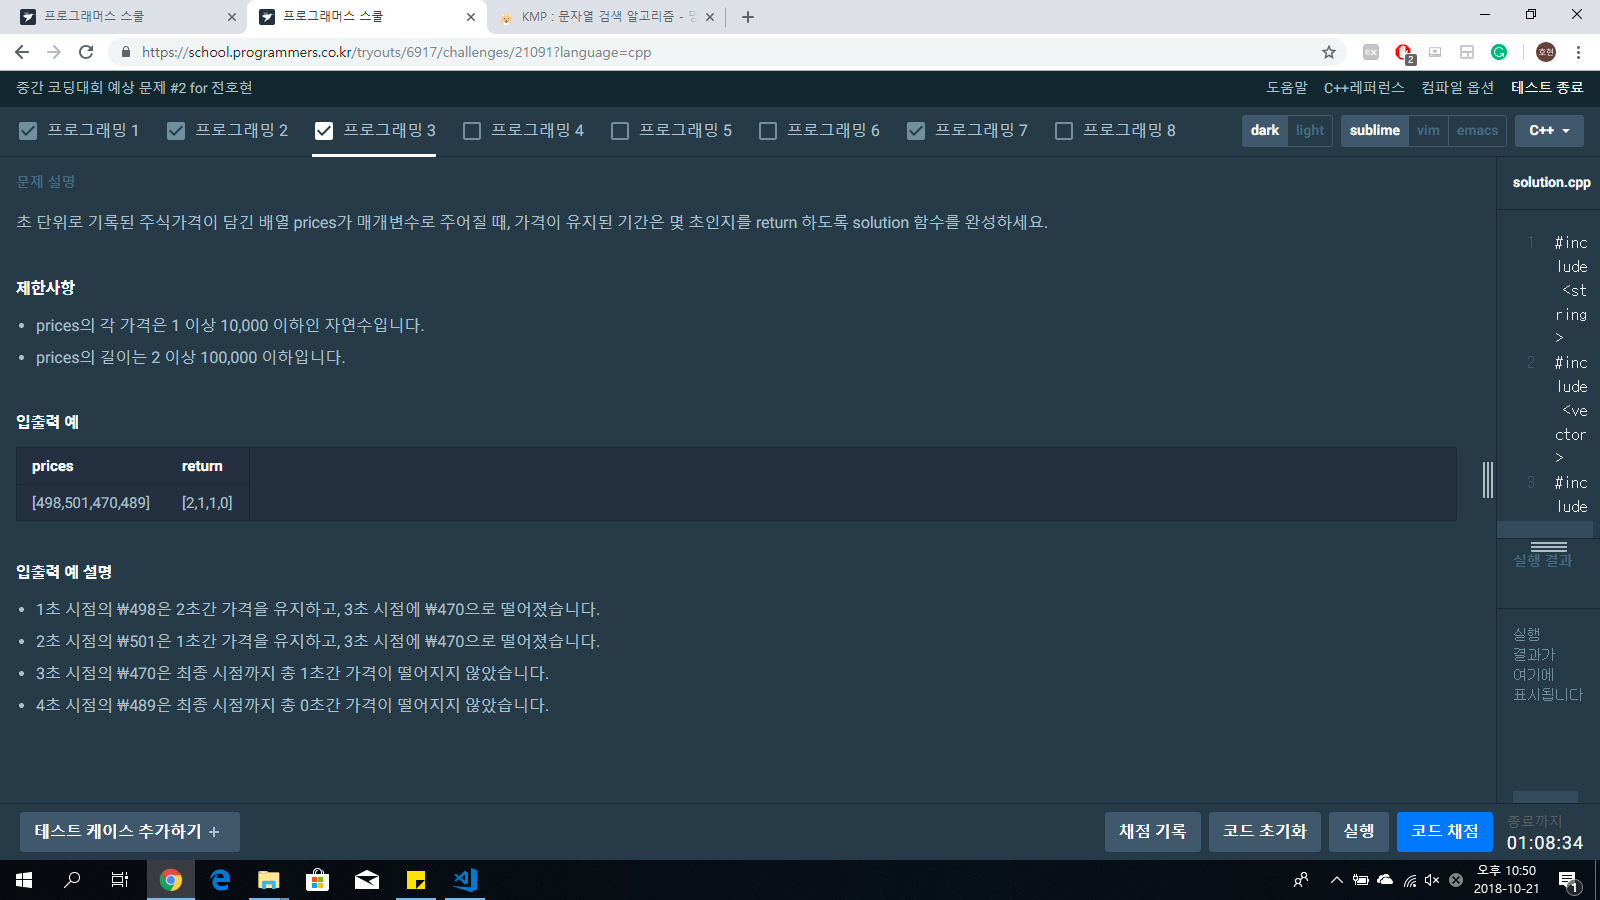 프로그래머스 스쿨
프로그래머스 스쿨
KMP : 문자열 검색 알고리즘 -
https://school.programmers.co.kr/tryouts/6917/challenges/21091?language=cpp
2
호현
중간 코딩대회 예상 문제 #2 for 전호현
도움말 C++레퍼런스 컴파일 옵션 테스트 종료
프로그래밍 1 프로그래밍 2 프로그래밍 3 프로그래밍 4 프로그래밍 5 프로그래밍 6 프로그래밍 7 프로그래밍 8
dark light sublime vim emacs C++
문제 설명
solution.cpp
초 단위로 기록된 주식가격이 담긴 배열 prices가 매개변수로 주어질 때, 가격이 유지된 기간은 몇 초인지를 return 하도록 solution 함수를 완성하세요.
제한사항
prices의 각 가격은 1 이상 10,000 이하인 자연수입니다.
prices의 길이는 2 이상 100,000 이하입니다.
입출력 예
prices return
[498,501,470,489] [2,1,1,0]
입출력 예 설명
1초 시점의 ₩498은 2초간 가격을 유지하고, 3초 시점에 ₩470으로 떨어졌습니다.
2초 시점의 ₩501은 1초간 가격을 유지하고, 3초 시점에 ₩470으로 떨어졌습니다.
3초 시점의 ₩470은 최종 시점까지 총 1초간 가격이 떨어지지 않았습니다.
4초 시점의 ₩489은 최종 시점까지 총 0초간 가격이 떨어지지 않았습니다.
1 #inc
lude
<st
ring
>
2 #inc
lude
<ve
ctor
>
3 #inc
lude
실행 결과
실행
결과가
여기에
표시됩니다
테스트 케이스 추가하기 +
채점 기록 코드 초기화 실행 코드 채점
종료까지
01:08:34
오후 10:50
2018-10-21
1